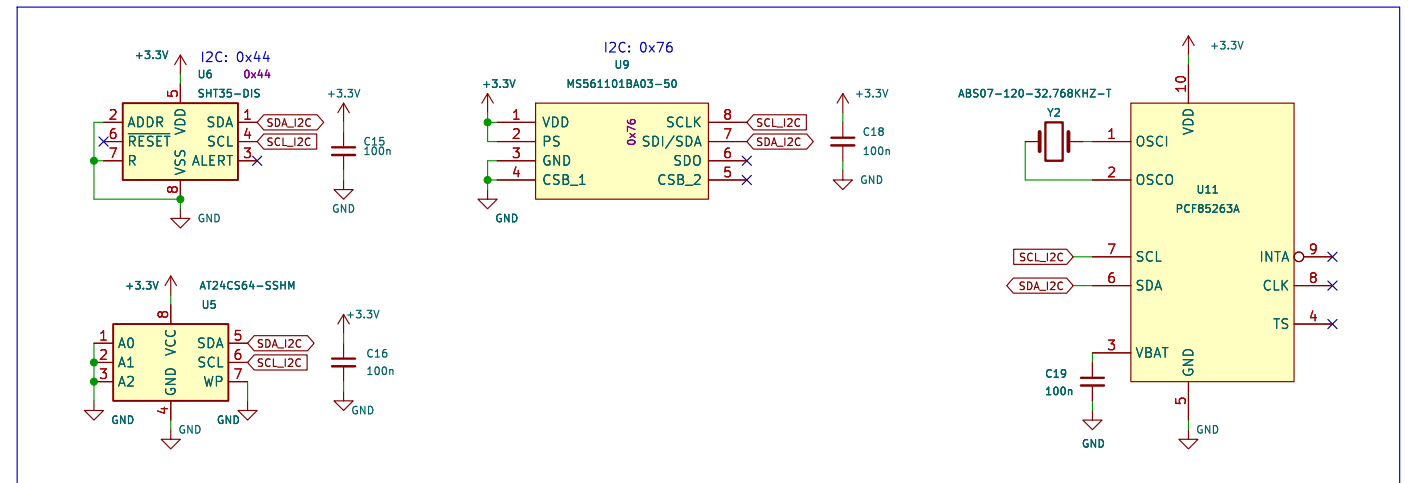 +3.3V
I2C: 0x44
U6
0x44
SHT35-DIS
5
VDD
2
ADDR
SDA
1
SDA_I2C
6
RESET
SCL
4
SCL_I2C
7
R
ALERT
3
VSS
8
GND
+3.3V
C15
100n
GND
I2C: 0x76
U9
MS561101BA03-50
+3.3V
0x76
1
VDD
SCLK
8
SCL_I2C
2
PS
SDI/SDA
7
SDA_I2C
3
GND
SDO
6
4
CSB_1
CSB_2
5
GND
+3.3V
C18
100n
GND
+3.3V
10
VDD
ABS07-120-32.768KHZ-T
Y2
1
OSCI
2
OSCO
U11
PCF85263A
SCL_I2C
7
SCL
INTA
9
SDA_I2C
6
SDA
CLK
8
TS
4
3
VBAT
GND
5
C19
100n
GND
GND
+3.3V
AT24CS64-SSHM
U5
8
VCC
1
A0
SDA
5
SDA_I2C
2
A1
SCL
6
SCL_I2C
3
A2
WP
7
GND
4
GND
GND
GND
+3.3V
C16
100n
GND